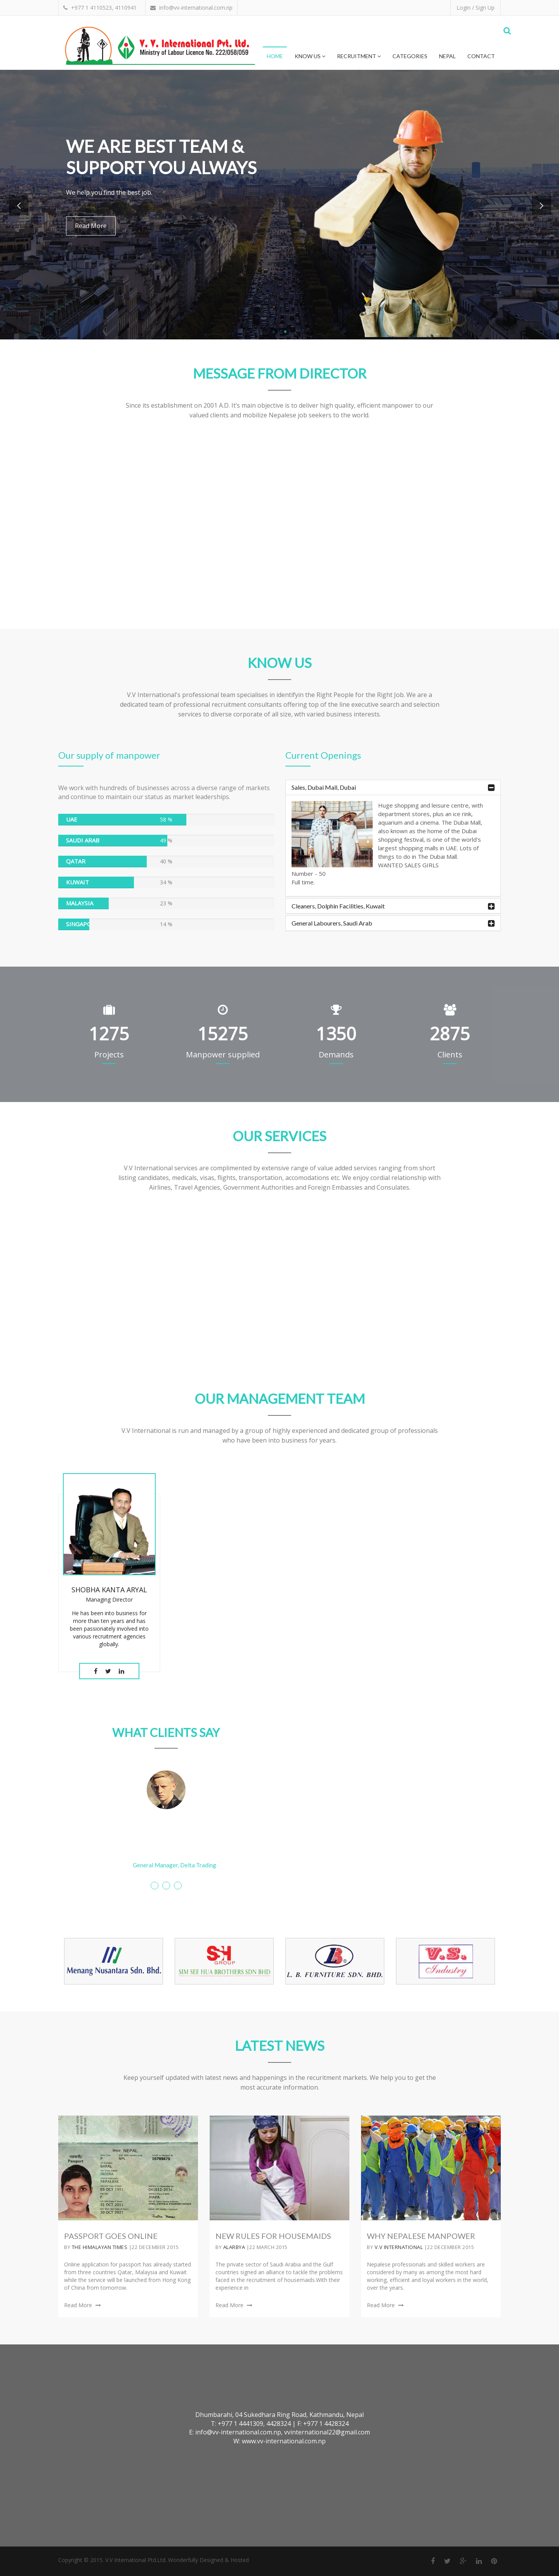 +977 1 4110523, 4110941
info@vv-international.com.np
Login / Sign Up
V. V. International Pvt. Ltd.
Ministry of Labour Licence No. 222/058/059
HOME
KNOW US
RECRUITMENT
CATEGORIES
NEPAL
CONTACT
WE ARE BEST TEAM &
SUPPORT YOU ALWAYS
We help you find the best job.
Read More
MESSAGE FROM DIRECTOR
Since its establishment on 2001 A.D. It's main objective is to deliver high quality, efficient manpower to our
valued clients and mobilize Nepalese job seekers to the world.
KNOW US
V.V International's professional team specialises in identifyin the Right People for the Right Job. We are a
dedicated team of professional recruitment consultants offering top of the line executive search and selection
services to diverse corporate of all size, wth varied business interests.
Our supply of manpower
We work with hundreds of businesses across a diverse range of markets
and continue to maintain our status as market leaderships.
UAE 58 %
SAUDI ARAB 49 %
QATAR 40 %
KUWAIT 34 %
MALAYSIA 23 %
SINGAPO 14 %
Current Openings
Sales, Dubai Mall, Dubai
Huge shopping and leisure centre, with
department stores, plus an ice rink,
aquarium and a cinema. The Dubai Mall,
also known as the home of the Dubai
shopping festival, is one of the world's
largest shopping malls in UAE. Lots of
things to do in The Dubai Mall
WANTED SALES GIRLS
Number - 50
Full time.
Cleaners, Dolphin Facilities, Kuwait
General Labourers, Saudi Arab
1275
Projects
15275
Manpower supplied
1350
Demands
2875
Clients
OUR SERVICES
V.V International services are complimented by extensive range of value added services ranging from short
listing candidates, medicals, visas, flights, transportation, accomodations etc. We enjoy cordial relationship with
Airlines, Travel Agencies, Government Authorities and Foreign Embassies and Consulates.
OUR MANAGEMENT TEAM
V.V International is run and managed by a group of highly experienced and dedicated group of professionals
who have been into business for years.
SHOBHA KANTA ARYAL
Managing Director
He has been into business for
more than ten years and has
been passionately involved into
various recruitment agencies
globally.
WHAT CLIENTS SAY
General Manager, Delta Trading
Menang Nusantara Sdn. Bhd.
SH
GROUP
SIM SEE HUA BROTHERS SDN BHD
LB
L. B. FURNITURE SDN. BHD.
V.S.
Industry
LATEST NEWS
Keep yourself updated with latest news and happenings in the recuritment markets. We help you to get the
most accurate information.
PASSPORT GOES ONLINE
BY THE HIMALAYAN TIMES |22 DECEMBER 2015
Online application for passport has already started
from three countries Qatar, Malaysia and Kuwait
while the service will be launched from Hong Kong
of China from tomorrow.
Read More
NEW RULES FOR HOUSEMAIDS
BY ALARBYA |22 MARCH 2015
The private sector of Saudi Arabia and the Gulf
countries signed an alliance to tackle the problems
faced in the recruitment of housemaids.With their
experience in
Read More
WHY NEPALESE MANPOWER
BY V.V INTERNATIONAL |22 DECEMBER 2015
Nepalese professionals and skilled workers are
considered by many as among the most hard
working, efficient and loyal workers in the world,
over the years.
Read More
Dhumbarahi, 04 Sukedhara Ring Road, Kathmandu, Nepal
T: +977 1 4441309, 4428324 | F: +977 1 4428324
E: info@vv-international.com.np, vvinternational22@gmail.com
W: www.vv-international.com.np
Copyright © 2015. V.V International Ptd.Ltd. Wonderfully Designed & Hosted